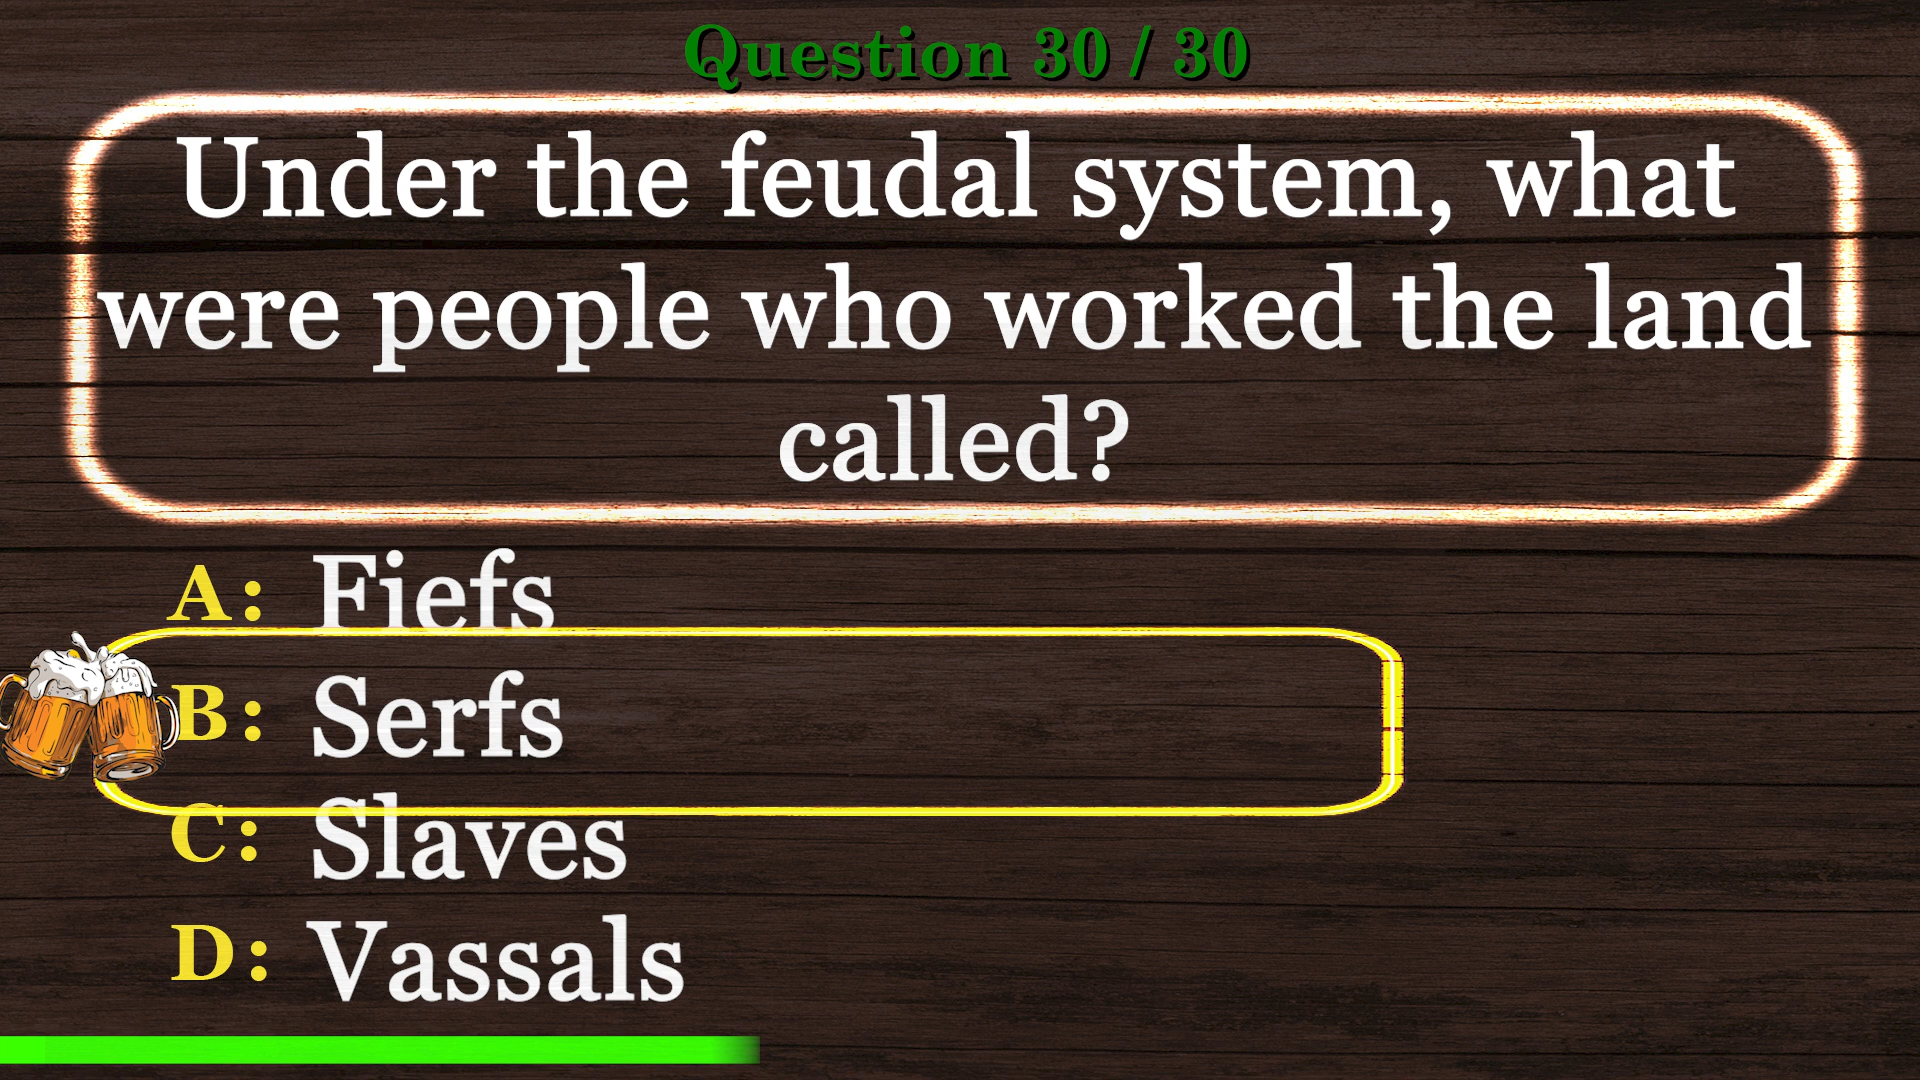 Question 30 / 30
Under the feudal system, what
were people who worked the land
called?
A: Fiefs
B: Serfs
C: Slaves
D: Vassals